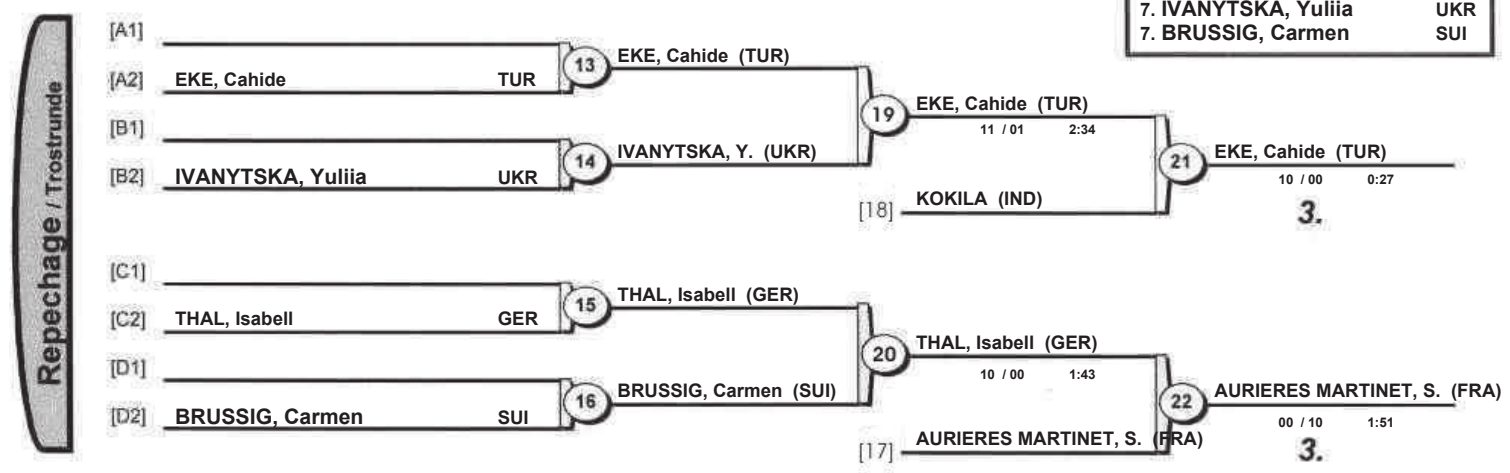 7. IVANYTSKA, Yuliia UKR
7. BRUSSIG, Carmen SUI
Repechage / Trostrunde
[A1]
[A2] EKE, Cahide TUR
13
EKE, Cahide (TUR)
[B1]
[B2] IVANYTSKA, Yuliia UKR
14
IVANYTSKA, Y. (UKR)
19
EKE, Cahide (TUR)
11 / 01 2:34
[18] KOKILA (IND)
21
EKE, Cahide (TUR)
10 / 00 0:27
3.
[C1]
[C2] THAL, Isabell GER
15
THAL, Isabell (GER)
[D1]
[D2] BRUSSIG, Carmen SUI
16
BRUSSIG, Carmen (SUI)
20
THAL, Isabell (GER)
10 / 00 1:43
[17] AURIERES MARTINET, S. (FRA)
22
AURIERES MARTINET, S. (FRA)
00 / 10 1:51
3.